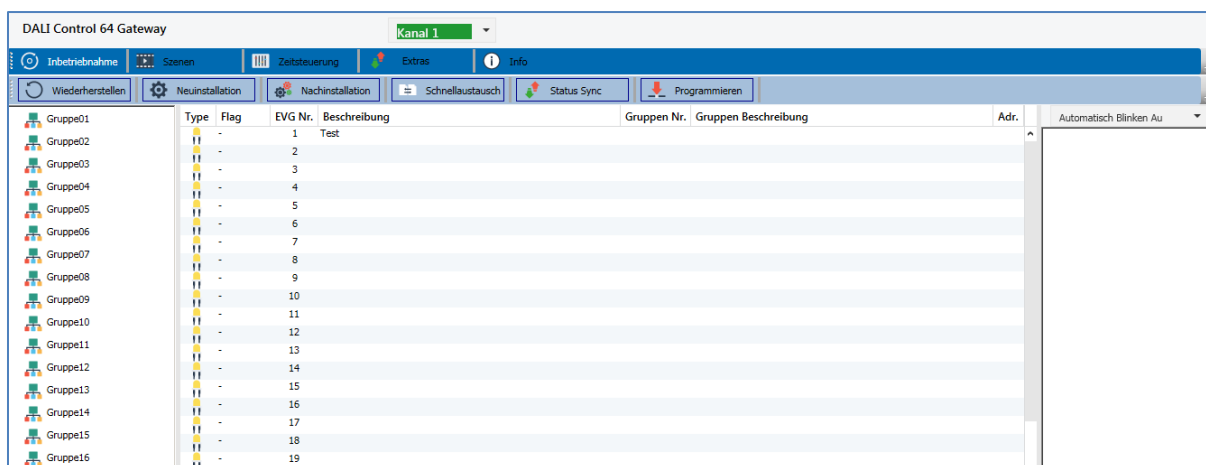 DALI Control 64 Gateway Kanal 1
Inbetriebnahme Szenen Zeitsteuerung Extras Info
Wiederherstellen Neuinstallation Nachinstallation Schnellaustausch Status Sync Programmieren
Gruppe01
Gruppe02
Gruppe03
Gruppe04
Gruppe05
Gruppe06
Gruppe07
Gruppe08
Gruppe09
Gruppe10
Gruppe11
Gruppe12
Gruppe13
Gruppe14
Gruppe15
Gruppe16
Type Flag EVG Nr. Beschreibung Gruppen Nr. Gruppen Beschreibung Adr.
- 1 Test
- 2
- 3
- 4
- 5
- 6
- 7
- 8
- 9
- 10
- 11
- 12
- 13
- 14
- 15
- 16
- 17
- 18
- 19
Automatisch Blinken Au